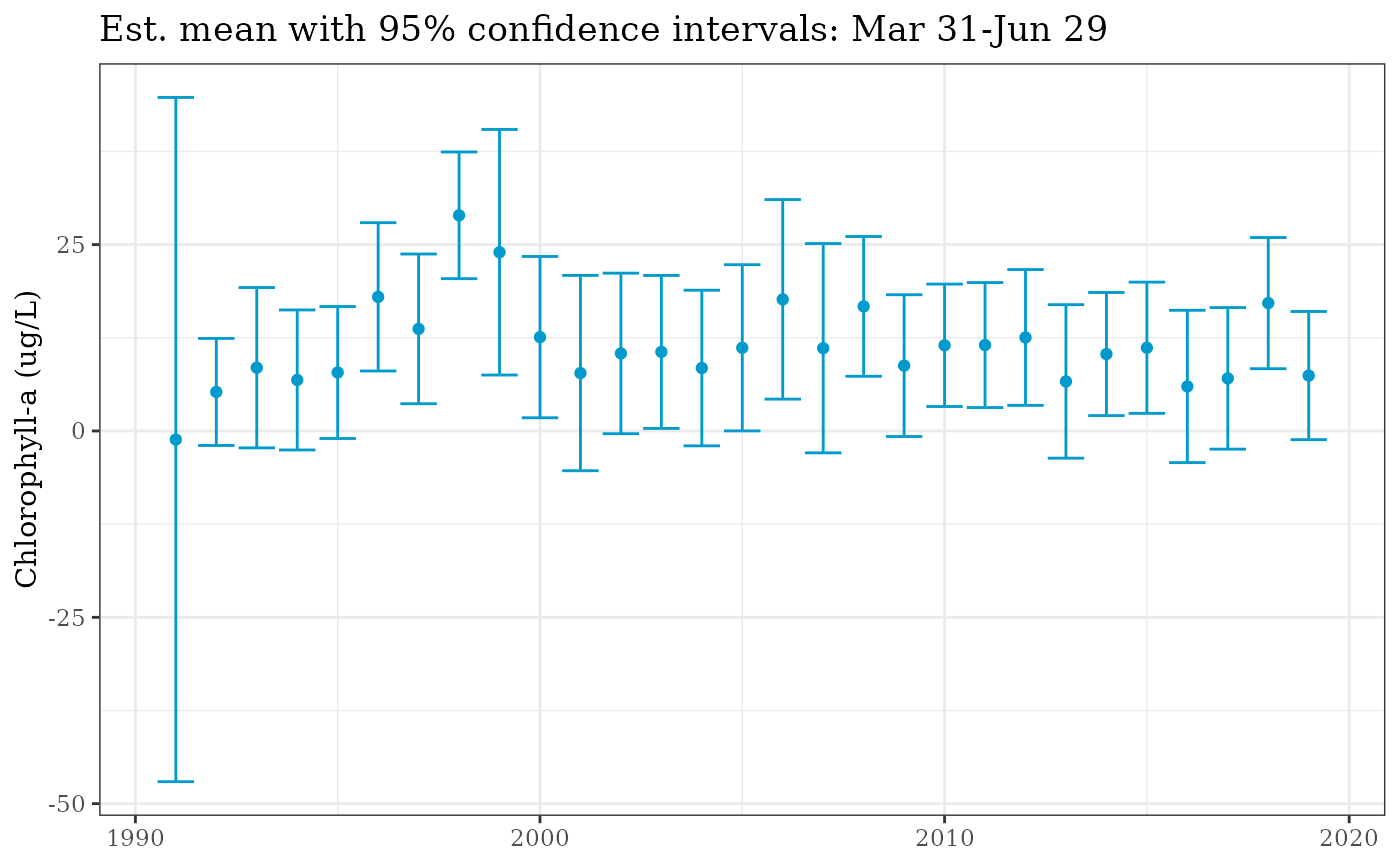 Est. mean with 95% confidence intervals: Mar 31-Jun 29
Chlorophyll-a (ug/L)
25
0
-25
-50
1990 2000 2010 2020